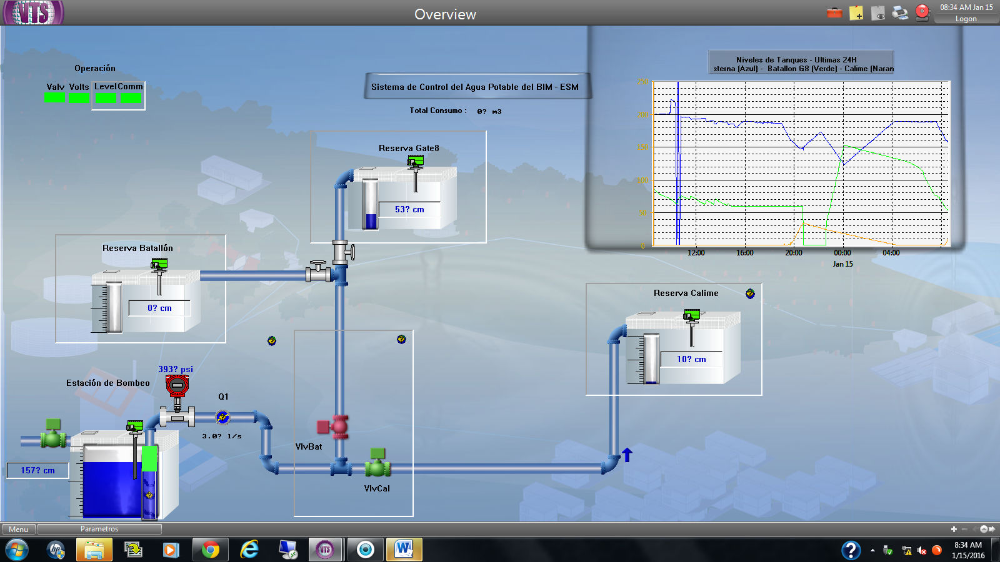 VTS
Overview
08:34 AM Jan 15
Logon
Operación
Valv Volts Level Comm
Sistema de Control del Agua Potable del BIM - ESM
Total Consumo : 0? м3
Niveles de Tanques - Ultimas 24H
sterna (Azul) - Batallon G8 (Verde) - Calime (Naran
250
200
150
100
50
0
12:00 16:00 20:00 00:00 04:00
Jan 15
Reserva Gate8
53? cm
Reserva Batallón
0? cm
Reserva Calime
10? cm
393? psi
Estación de Bombeo
Q1
3.0? l/s
VlvBat
VlvCal
157? cm
Menu
Parametros
8:34 AM
1/15/2016